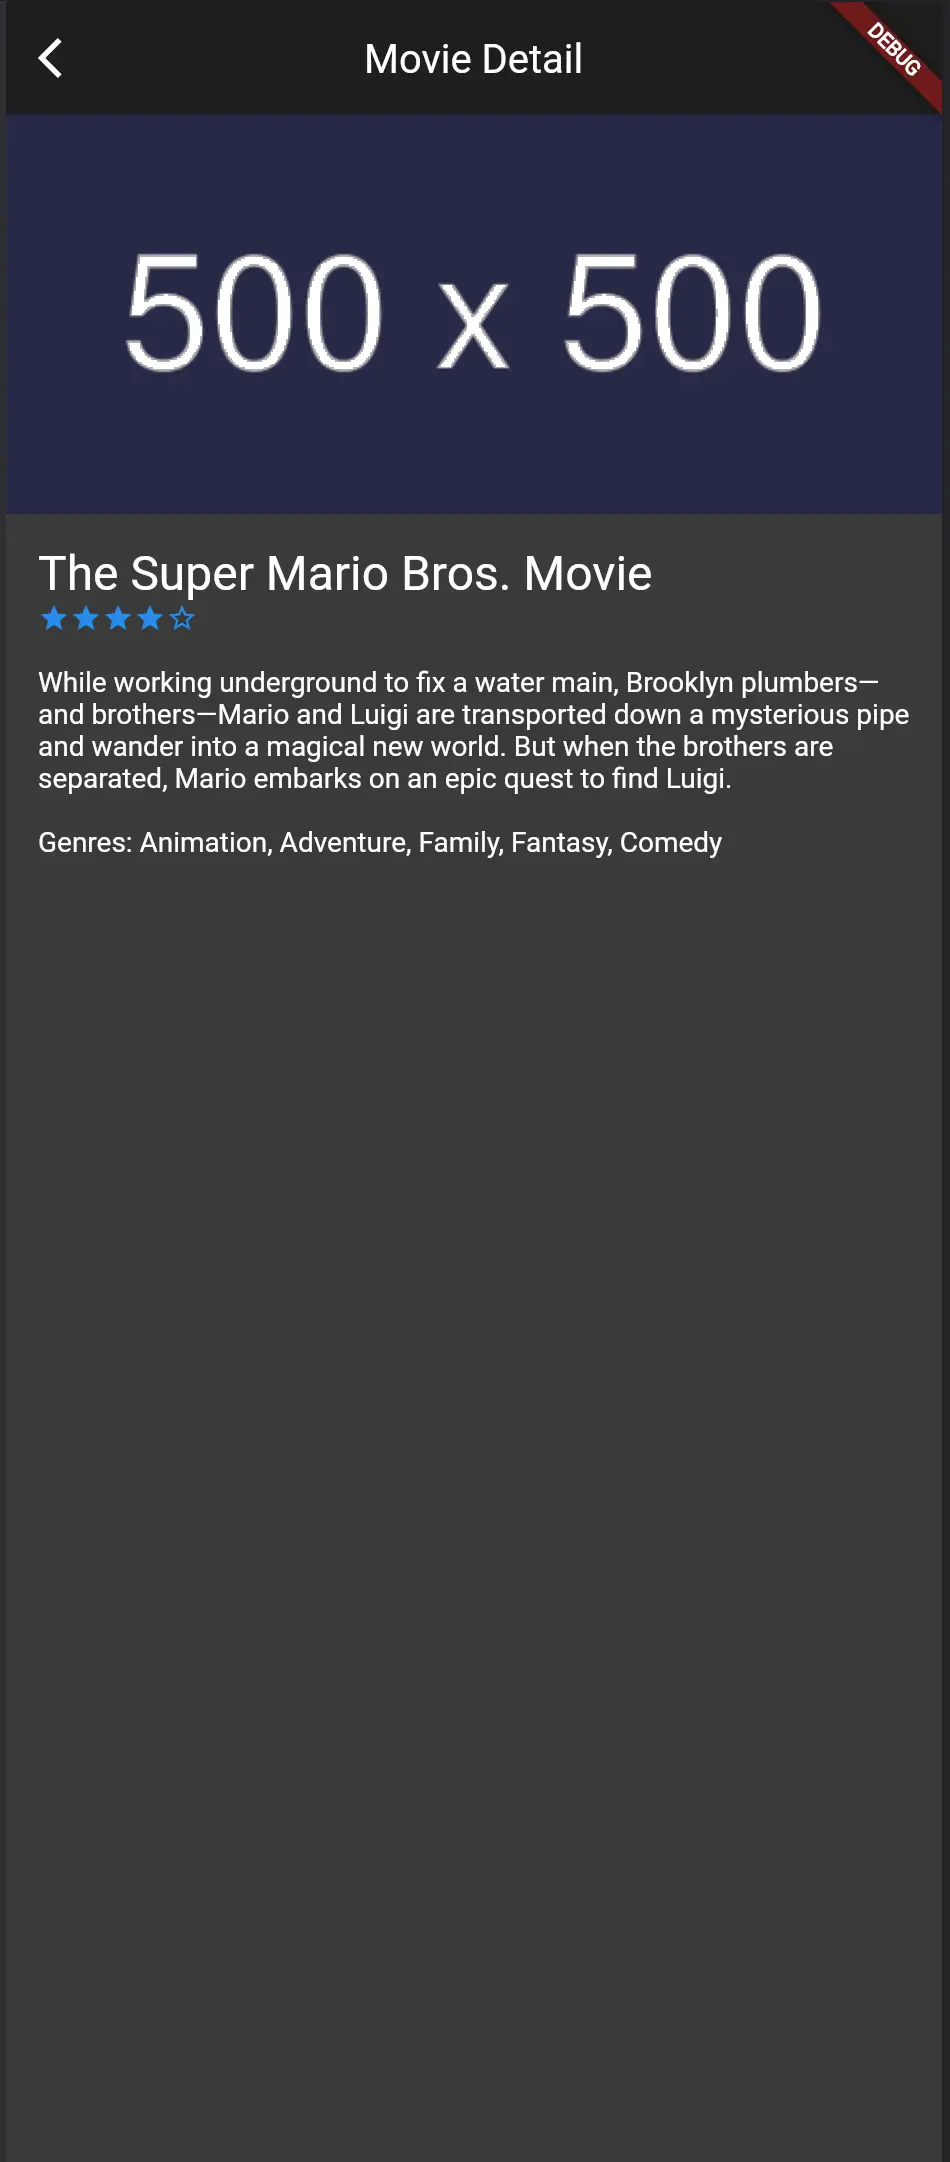 Movie Detail
DEBUG
500 x 500
The Super Mario Bros. Movie
While working underground to fix a water main, Brooklyn plumbers—
and brothers—Mario and Luigi are transported down a mysterious pipe
and wander into a magical new world. But when the brothers are
separated, Mario embarks on an epic quest to find Luigi.
Genres: Animation, Adventure, Family, Fantasy, Comedy